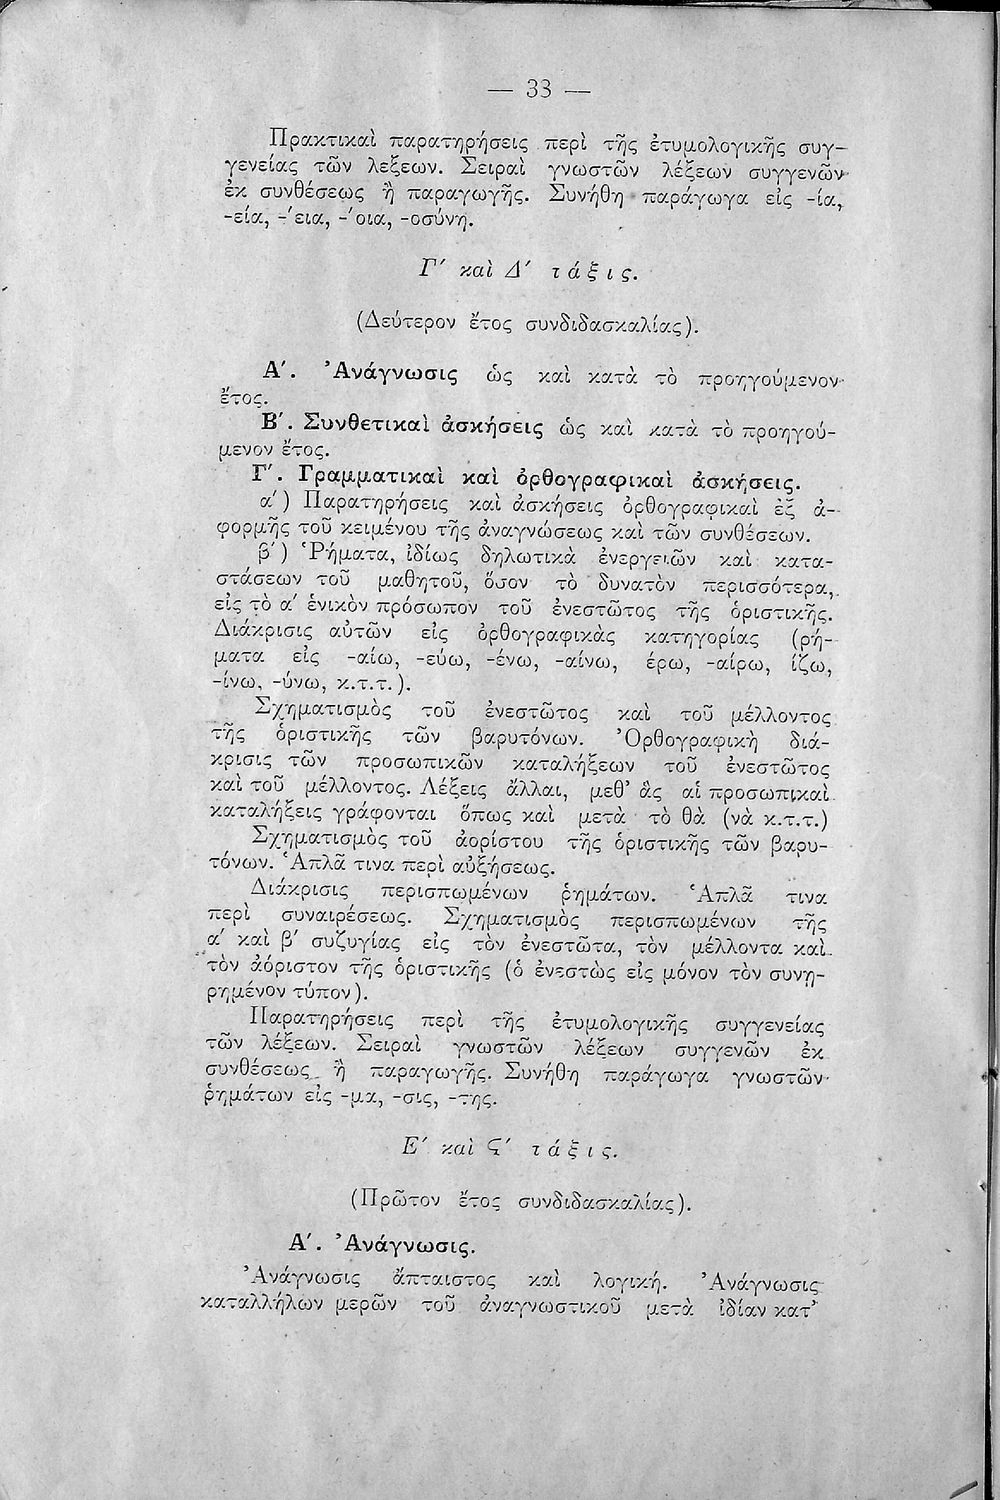 — 33 —
Πρακτικαὶ παρατηρήσεις περὶ τῆς ἐτυμολογικῆς συγ-
γενείας τῶν λεξεων. Σειραὶ γνωστῶν λέξεων συγγενῶν
ἐκ συνθέσεως ἢ παραγωγῆς. Συνήθη παράγωγα εἰς -ία,
-εία, -'εια, -'οια, -οσύνη.
Γ' καὶ Δ' τάξις.
(Δεύτερον ἔτος συνδιδασκαλίας).
Α'. Ἀνάγνωσις ὡς καὶ κατὰ τὸ προηγούμενον
ἔτος.
Β'. Συνθετικαὶ ἀσκήσεις ὡς καὶ κατὰ τὸ προηγού-
μενον ἔτος.
Γ'. Γραμματικαὶ καὶ ὀρθογραφικαὶ ἀσκήσεις.
α') Παρατηρήσεις καὶ ἀσκήσεις ὀρθογραφικαὶ ἐξ ἀ-
φορμῆς τοῦ κειμένου τῆς ἀναγνώσεως καὶ τῶν συνθέσεων.
β') Ῥήματα, ἰδίως δηλωτικὰ ἐνεργειῶν καὶ κατα-
στάσεων τοῦ μαθητοῦ, ὅσον τὸ δυνατὸν περισσότερα,
εἰς τὸ α' ἑνικὸν πρόσωπον τοῦ ἐνεστῶτος τῆς ὁριστικῆς.
Διάκρισις αὐτῶν εἰς ὀρθογραφικὰς κατηγορίας (ρή-
ματα εἰς -αίω, -εύω, -ένω, -αίνω, έρω, -αίρω, ίζω,
-ίνω, -ύνω, κ.τ.τ.).
Σχηματισμὸς τοῦ ἐνεστῶτος καὶ τοῦ μέλλοντος
τῆς ὁριστικῆς τῶν βαρυτόνων. Ὀρθογραφικὴ διά-
κρισις τῶν προσωπικῶν καταλήξεων τοῦ ἐνεστῶτος
καὶ τοῦ μέλλοντος. Λέξεις ἄλλαι, μεθ' ἃς αἱ προσωπικαὶ
καταλήξεις γράφονται ὅπως καὶ μετὰ τὸ θὰ (νὰ κ.τ.τ.)
Σχηματισμὸς τοῦ ἀορίστου τῆς ὁριστικῆς τῶν βαρυ-
τόνων. Ἁπλᾶ τινα περὶ αὐξήσεως.
Διάκρισις περισπωμένων ῥημάτων. Ἁπλᾶ τινα
περὶ συναιρέσεως. Σχηματισμὸς περισπωμένων τῆς
α' καὶ β' συζυγίας εἰς τὸν ἐνεστῶτα, τὸν μέλλοντα καὶ
τὸν ἀόριστον τῆς ὁριστικῆς (ὁ ἐνεστὼς εἰς μόνον τὸν συνῃ-
ρημένον τύπον).
Παρατηρήσεις περὶ τῆς ἐτυμολογικῆς συγγενείας
τῶν λέξεων. Σειραὶ γνωστῶν λέξεων συγγενῶν ἐκ
συνθέσεως ἢ παραγωγῆς. Συνήθη παράγωγα γνωστῶν
ῥημάτων εἰς -μα, -σις, -της.
Ε' καὶ Ϛ' τάξις.
(Πρῶτον ἔτος συνδιδασκαλίας).
Α'. Ἀνάγνωσις.
Ἀνάγνωσις ἄπταιστος καὶ λογική. Ἀνάγνωσις
καταλλήλων μερῶν τοῦ ἀναγνωστικοῦ μετὰ ἰδίαν κατ'